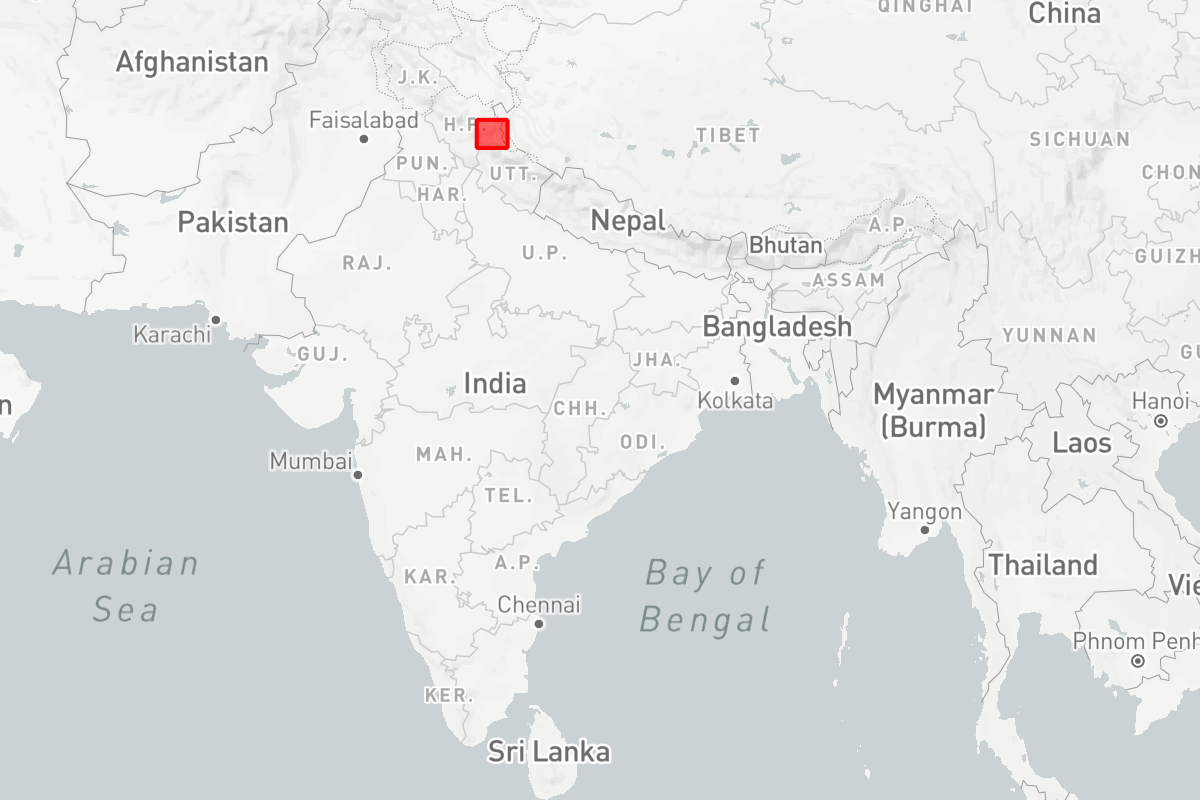 QINGHAI
China
Afghanistan
J.K.
Faisalabad
H.P.
TIBET
SICHUAN
PUN.
UTT.
CHON
HAR.
Pakistan
Nepal
A.P.
Bhutan
U.P.
RAJ.
GUIZH
ASSAM
Karachi
Bangladesh
YUNNAN
GUJ.
JHA.
GU
India
Kolkata
Myanmar
(Burma)
n
CHH.
Hanoi
ODI.
Laos
MAH.
Mumbai
TEL.
Yangon
Arabian
Sea
A.P.
Bay of
Bengal
Thailand
KAR.
Vie
Chennai
Phnom Penh
KER.
Sri Lanka